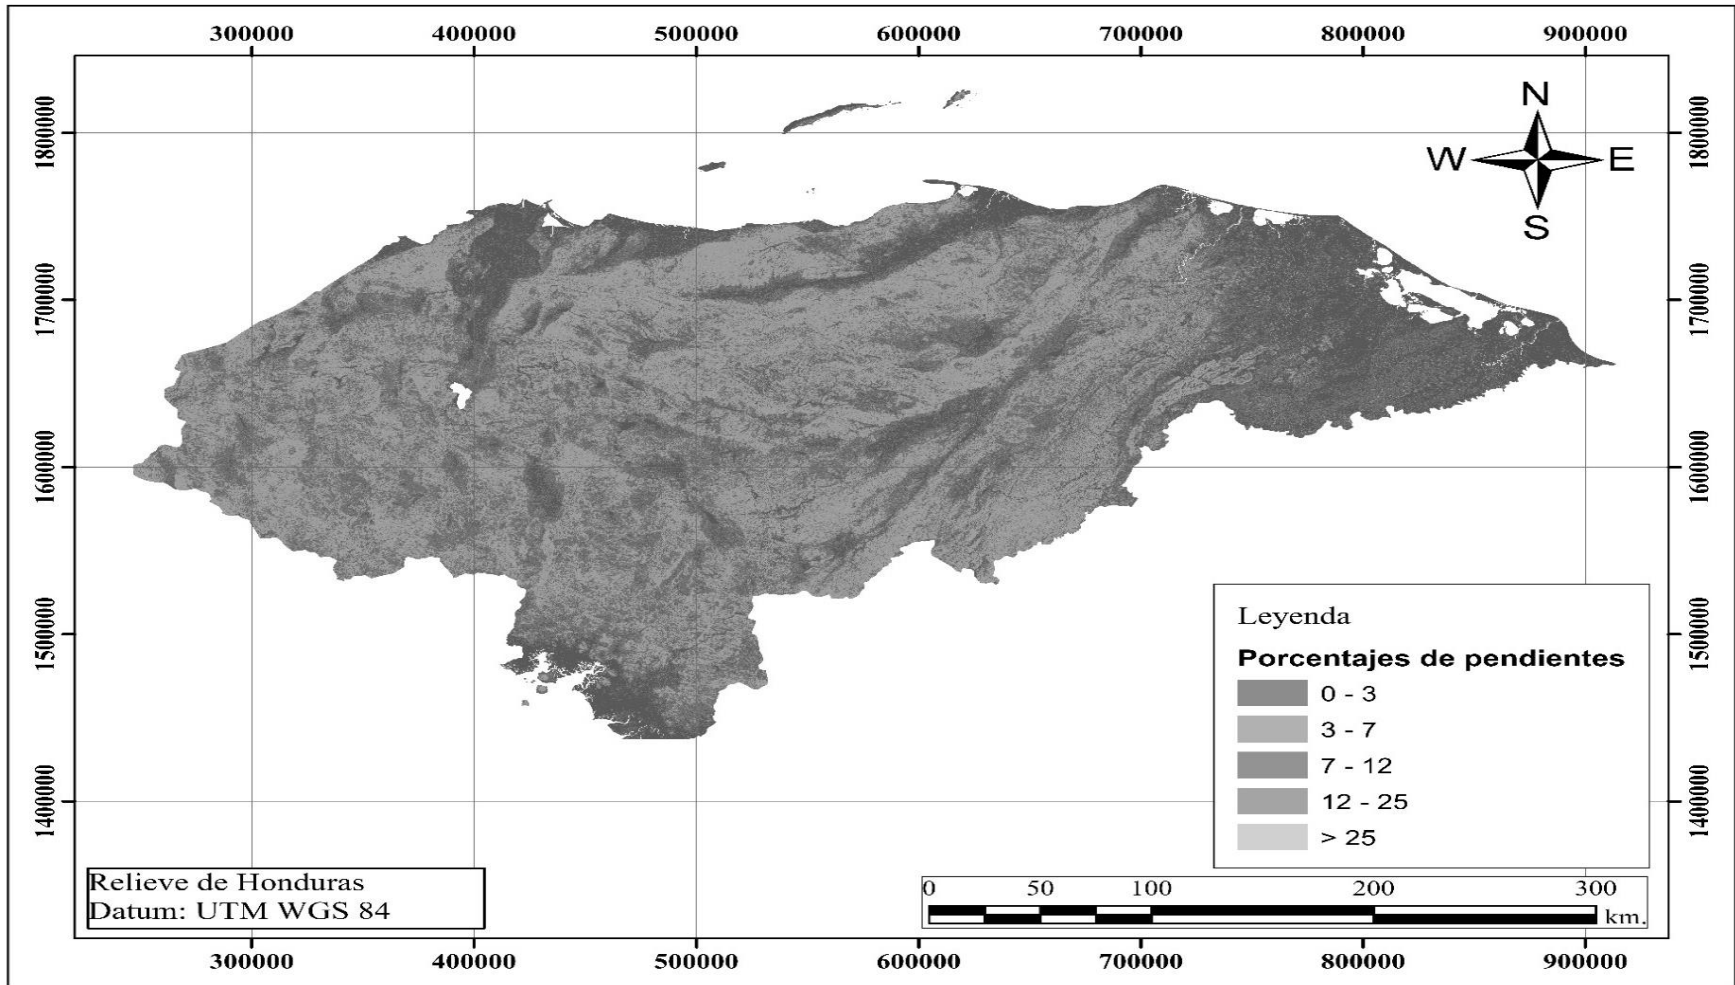 300000 400000 500000 600000 700000 800000 900000
N
W E
S
1800000 1800000
1700000 1700000
1600000 1600000
1500000 1500000
1400000 1400000
Leyenda
Porcentajes de pendientes
0 - 3
3 - 7
7 - 12
12 - 25
> 25
Relieve de Honduras
Datum: UTM WGS 84
0 50 100 200 300
km.
300000 400000 500000 600000 700000 800000 900000